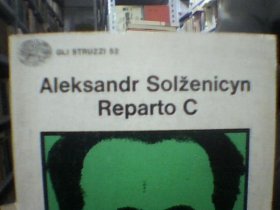 GLI STRUZZI 52
Aleksandr Solženicyn
Reparto C